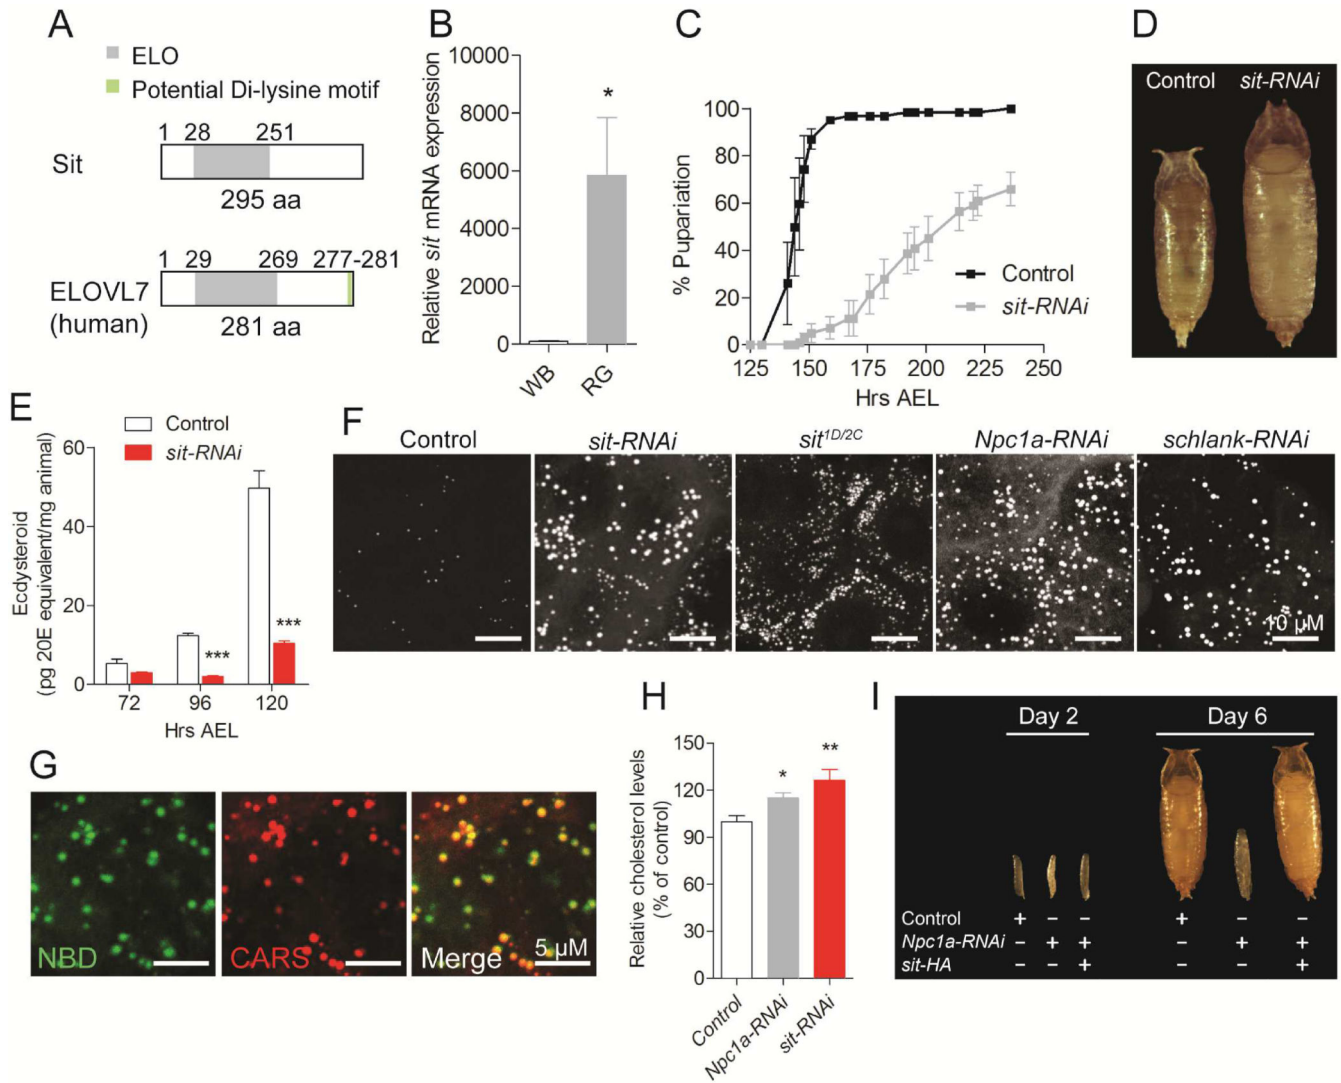 A
ELO
Potential Di-lysine motif
1 28 251
Sit
295 aa
1 29 269 277-281
ELOVL7
(human)
281 aa
B
Relative sit mRNA expression
10000
8000
6000
4000
2000
0
*
WB
RG
C
% Pupariation
100
80
60
40
20
0
Control
sit-RNAi
125 150 175 200 225 250
Hrs AEL
D
Control sit-RNAi
E
Control
sit-RNAi
Ecdysteroid
(pg 20E equivalent/mg animal)
60
40
20
0
***
***
72 96 120
Hrs AEL
F
Control sit-RNAi sit1D/2C Npc1a-RNAi schlank-RNAi
10 µM
G
NBD
CARS
Merge
5 µM
H
Relative cholesterol levels
(% of control)
150
120
90
60
30
0
*
**
Control
Npc1a-RNAi
sit-RNAi
I
Day 2 Day 6
Control + − − + − −
Npc1a-RNAi − + + − + +
sit-HA − − + − − +